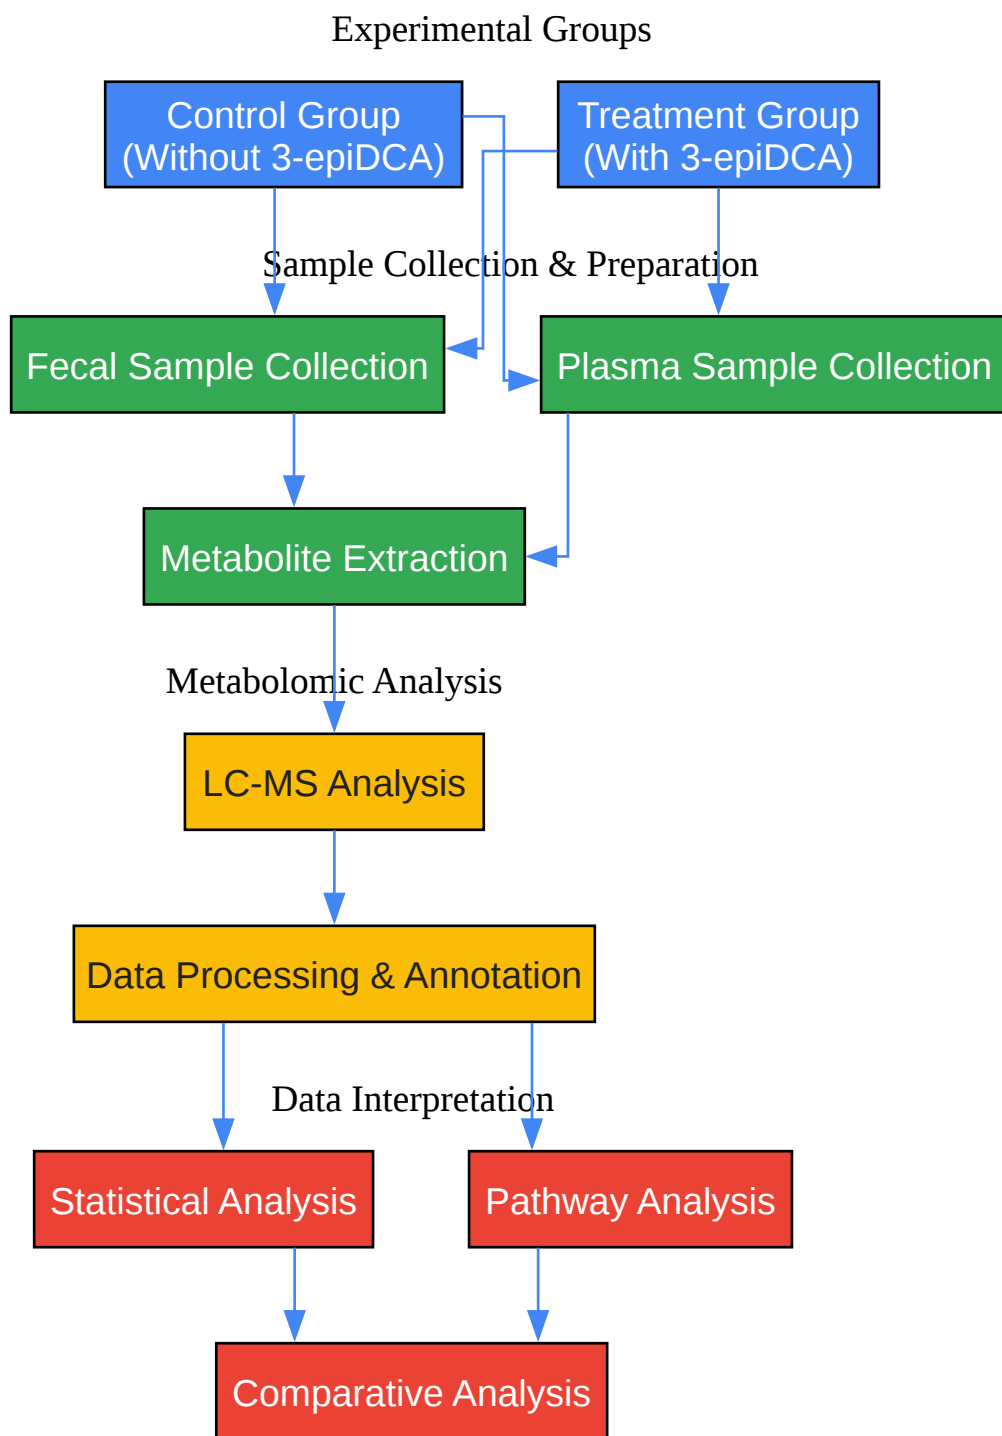 Experimental Groups
Control Group
(Without 3-epiDCA)
Treatment Group
(With 3-epiDCA)
Sample Collection & Preparation
Fecal Sample Collection
Plasma Sample Collection
Metabolite Extraction
Metabolomic Analysis
LC-MS Analysis
Data Processing & Annotation
Data Interpretation
Statistical Analysis
Pathway Analysis
Comparative Analysis